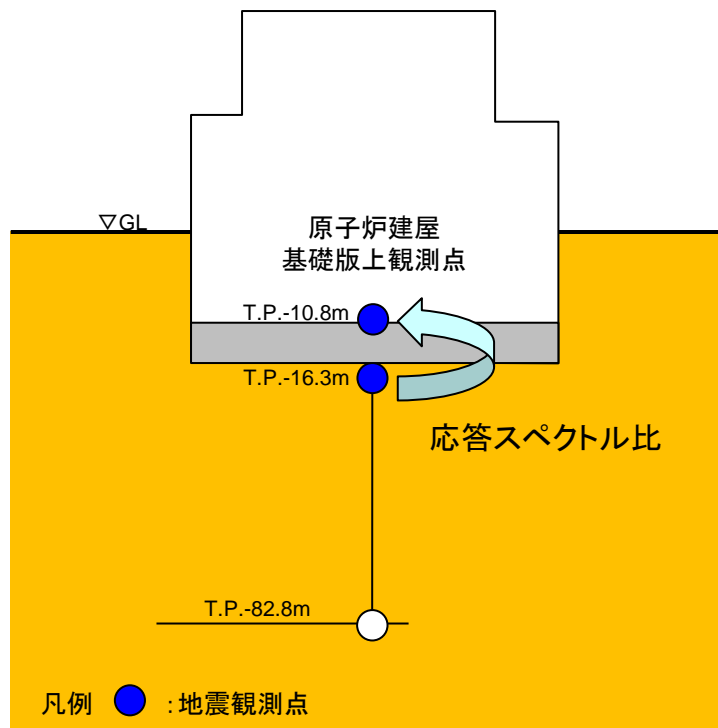 ▽GL
原子炉建屋
基礎版上観測点
T.P.-10.8m
T.P.-16.3m
応答スペクトル比
T.P.-82.8m
凡例 :地震観測点